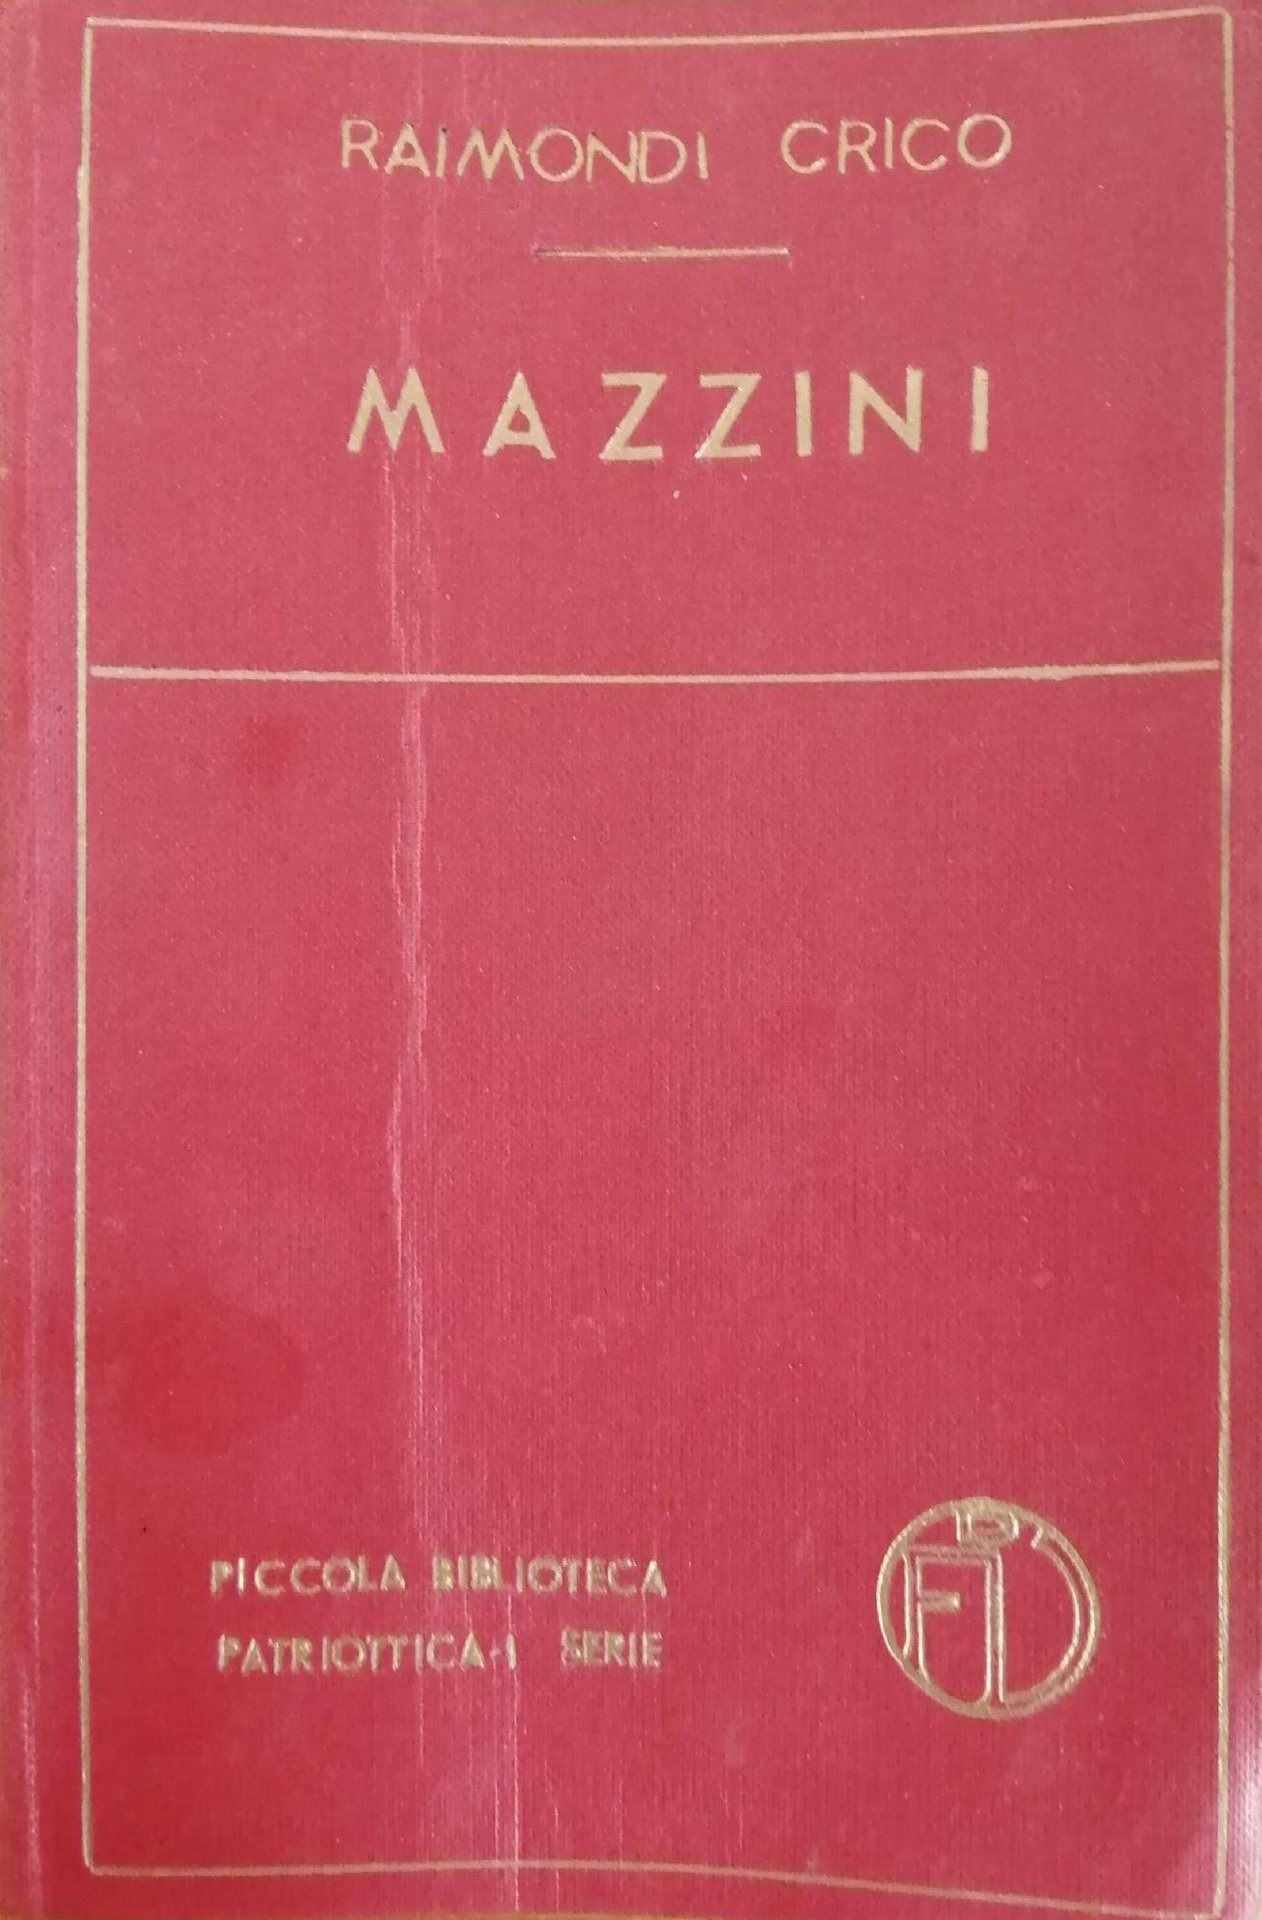 RAIMONDI CRICO
MAZZINI
PICCOLA BIBLIOTECA
PATRIOTTICA-I SERIE